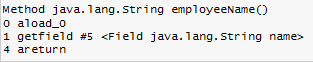 Method java.lang.String employeeName()
0 aload_0
1 getfield #5 <Field java.lang.String name>
4 areturn